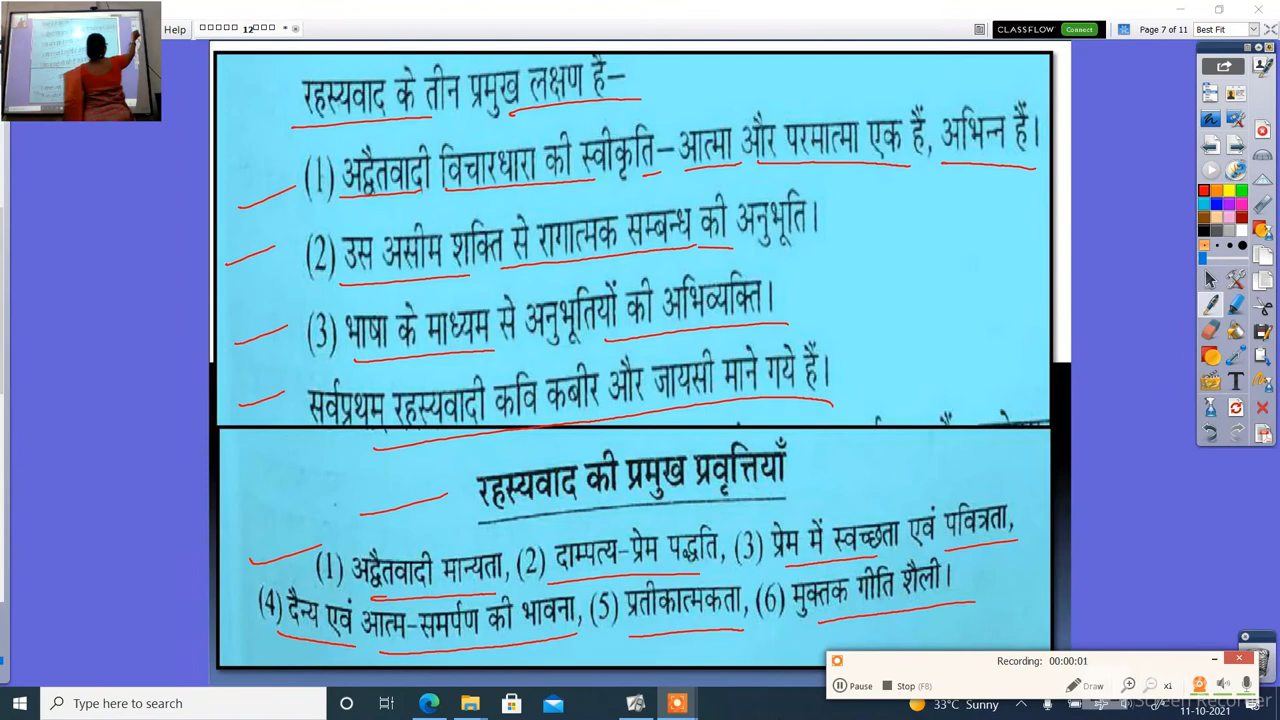 Help
12
CLASSFLOW
Connect
Page 7 of 11
Best Fit
रहस्यवाद के तीन प्रमुख लक्षण है–
(1) अद्वैतवादी विचारधारा की स्वीकृति–आत्मा और परमात्मा एक हैं, अभिन्न हैं।
(2) उस असीम शक्ति से रागात्मक सम्बन्ध की अनुभूति।
(3) भाषा के माध्यम से अनुभूतियों की अभिव्यक्ति।
सर्वप्रथम रहस्यवादी कवि कबीर और जायसी माने गये हैं।
रहस्यवाद की प्रमुख प्रवृत्तियाँ
(1) अद्वैतवादी मान्यता, (2) दाम्पत्य-प्रेम पद्धति, (3) प्रेम में स्वच्छता एवं पवित्रता,
(4) दैन्य एवं आत्म-समर्पण की भावना, (5) प्रतीकात्मकता, (6) मुक्तक गीति शैली।
Recording: 00:00:01
Pause
Stop (F8)
Draw
x1
Screen Recorder
Type here to search
33°C Sunny
11-10-2021